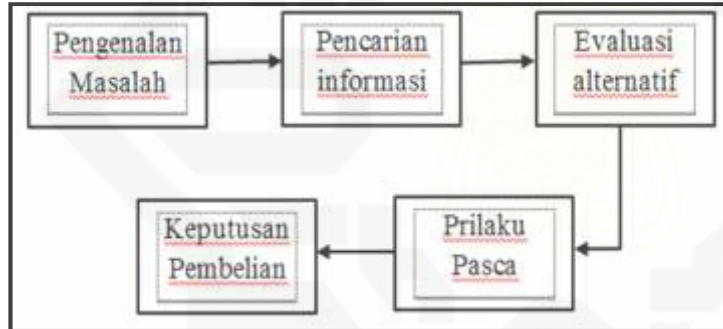 Pengenalan
Masalah
Pencarian
informasi
Evaluasi
alternatif
Keputusan
Pembelian
Prilaku
Pasca